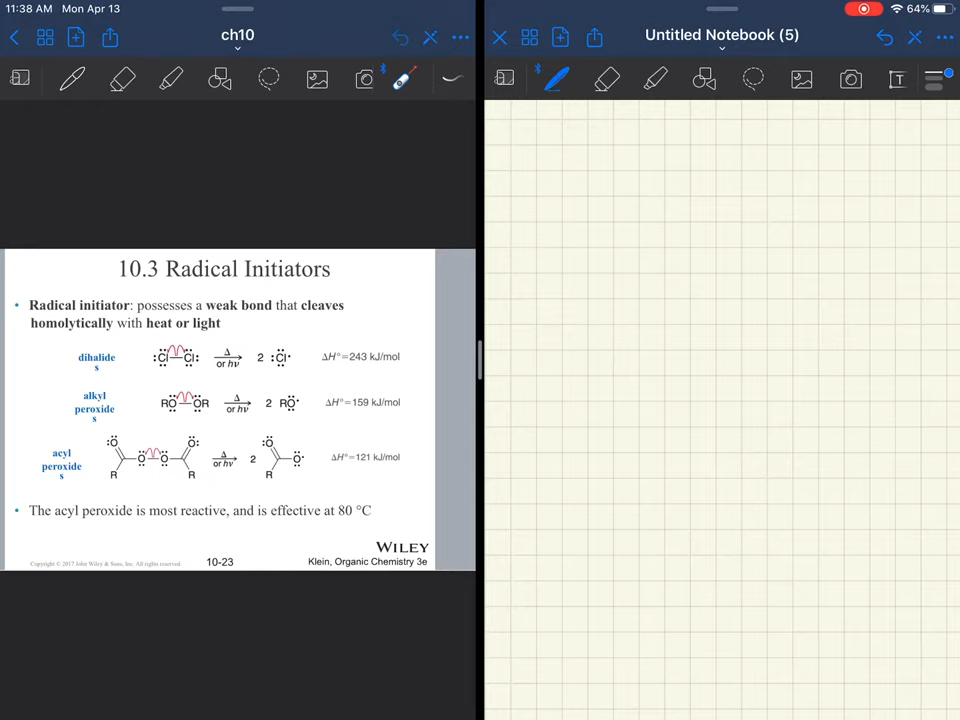 11:38 AM Mon Apr 13
64%
ch10
Untitled Notebook (5)
T
10.3 Radical Initiators
• Radical initiator: possesses a weak bond that cleaves
homolytically with heat or light
dihalide
s
:Cl—Cl:
Δ
or hν
2 :Cl•
ΔH°=243 kJ/mol
alkyl
peroxide
s
RO—OR
Δ
or hν
2 RO•
ΔH°=159 kJ/mol
acyl
peroxide
s
:O O:
O—O
R R
Δ
or hν
2
:O
O•
R
ΔH°=121 kJ/mol
• The acyl peroxide is most reactive, and is effective at 80 °C
WILEY
Copyright © 2017 John Wiley & Sons, Inc. All rights reserved.
10-23
Klein, Organic Chemistry 3e